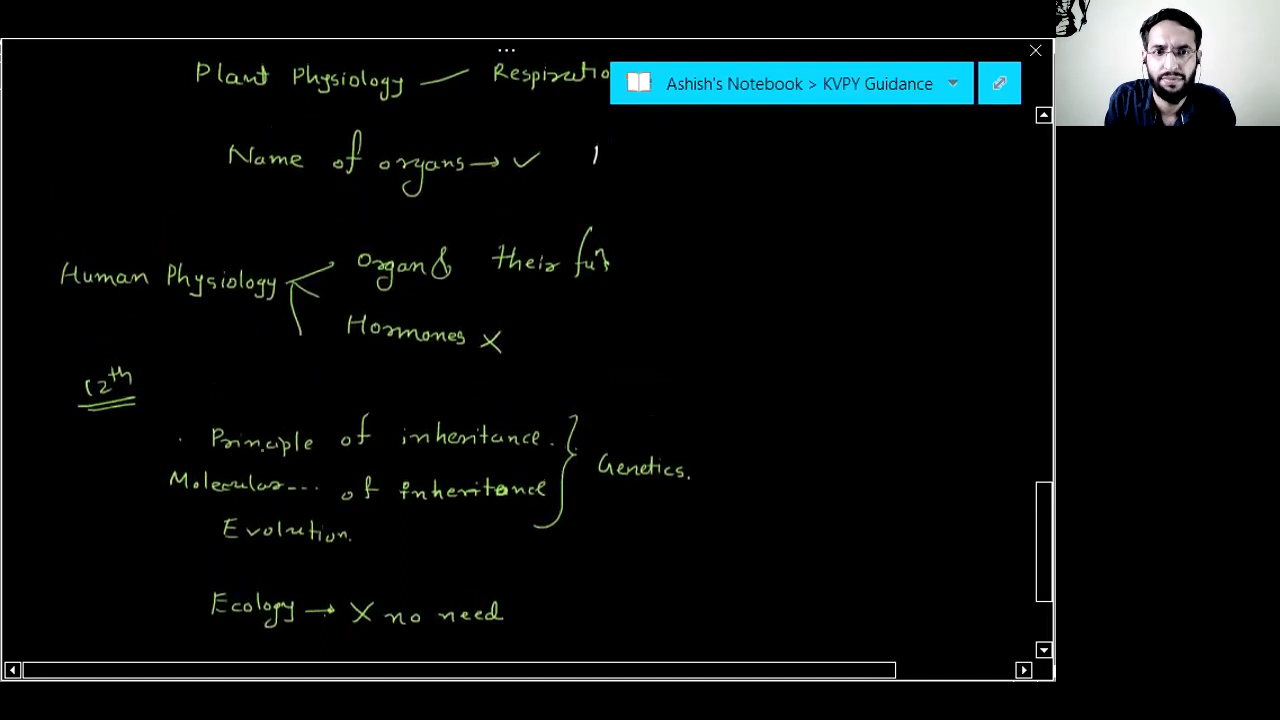 Plant Physiology — Respiratio
Ashish's Notebook > KVPY Guidance
Name of organs → ✓
Human Physiology
Organ & their fun
Hormones X
12th
Principle of inheritance.
Molecular... of inheritance
Genetics.
Evolution.
Ecology → X no need